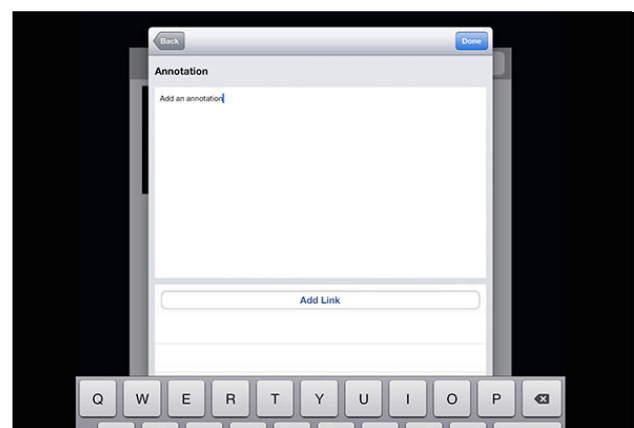 Back Done
Annotation
Add an annotation
Add Link
Q W E R T Y U I O P